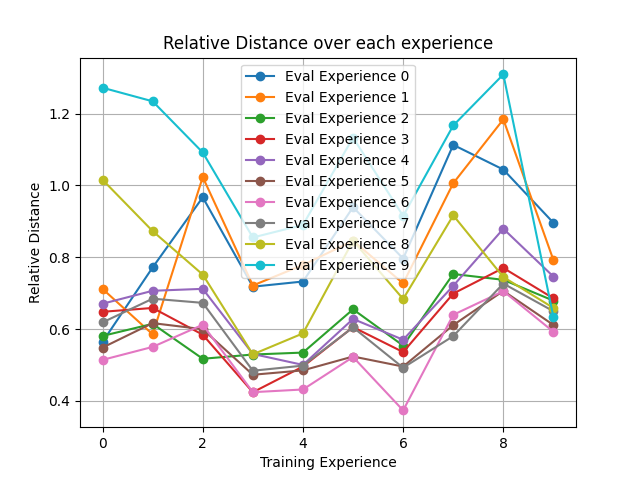 Relative Distance over each experience
Eval Experience 0
Eval Experience 1
Eval Experience 2
Eval Experience 3
Eval Experience 4
Eval Experience 5
Eval Experience 6
Eval Experience 7
Eval Experience 8
Eval Experience 9
1.2
1.0
0.8
0.6
0.4
Relative Distance
0 2 4 6 8
Training Experience